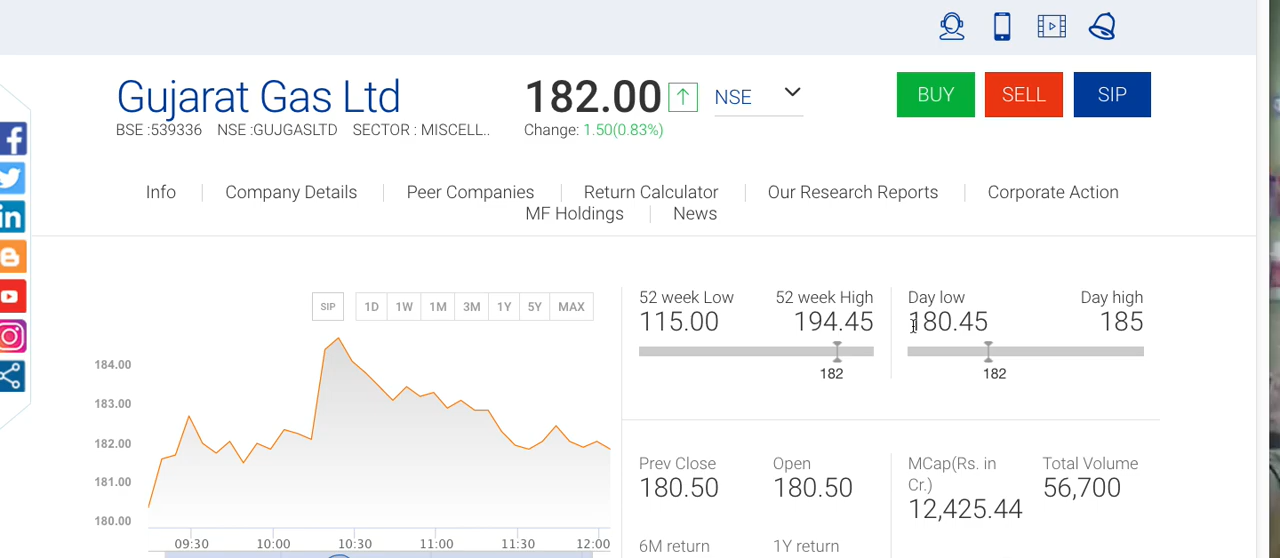 Gujarat Gas Ltd
BSE :539336 NSE :GUJGASLTD SECTOR : MISCELL..
182.00
NSE
Change: 1.50(0.83%)
BUY
SELL
SIP
Info
Company Details
Peer Companies
Return Calculator
Our Research Reports
Corporate Action
MF Holdings
News
SIP
1D
1W
1M
3M
1Y
5Y
MAX
184.00
183.00
182.00
181.00
180.00
09:30
10:00
10:30
11:00
11:30
12:00
52 week Low
115.00
52 week High
194.45
182
Day low
180.45
Day high
185
182
Prev Close
180.50
Open
180.50
MCap(Rs. in
Cr.)
12,425.44
Total Volume
56,700
6M return
1Y return